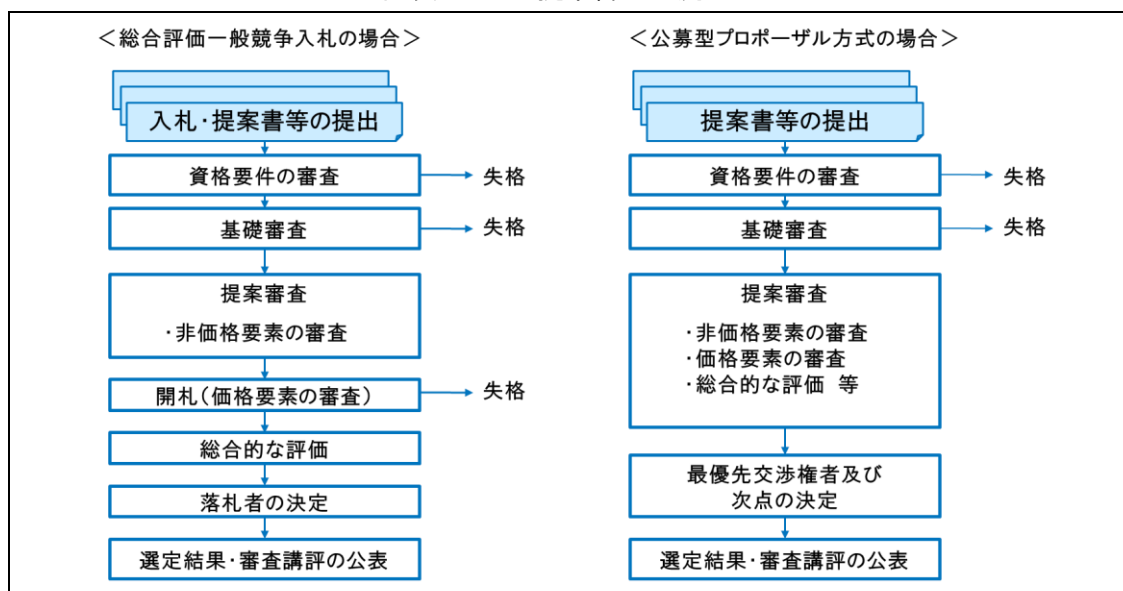 ＜総合評価一般競争入札の場合＞
入札・提案書等の提出
資格要件の審査
失格
基礎審査
失格
提案審査
・非価格要素の審査
開札（価格要素の審査）
失格
総合的な評価
落札者の決定
選定結果・審査講評の公表
＜公募型プロポーザル方式の場合＞
提案書等の提出
資格要件の審査
失格
基礎審査
失格
提案審査
・非価格要素の審査
・価格要素の審査
・総合的な評価　等
最優先交渉権者及び
次点の決定
選定結果・審査講評の公表